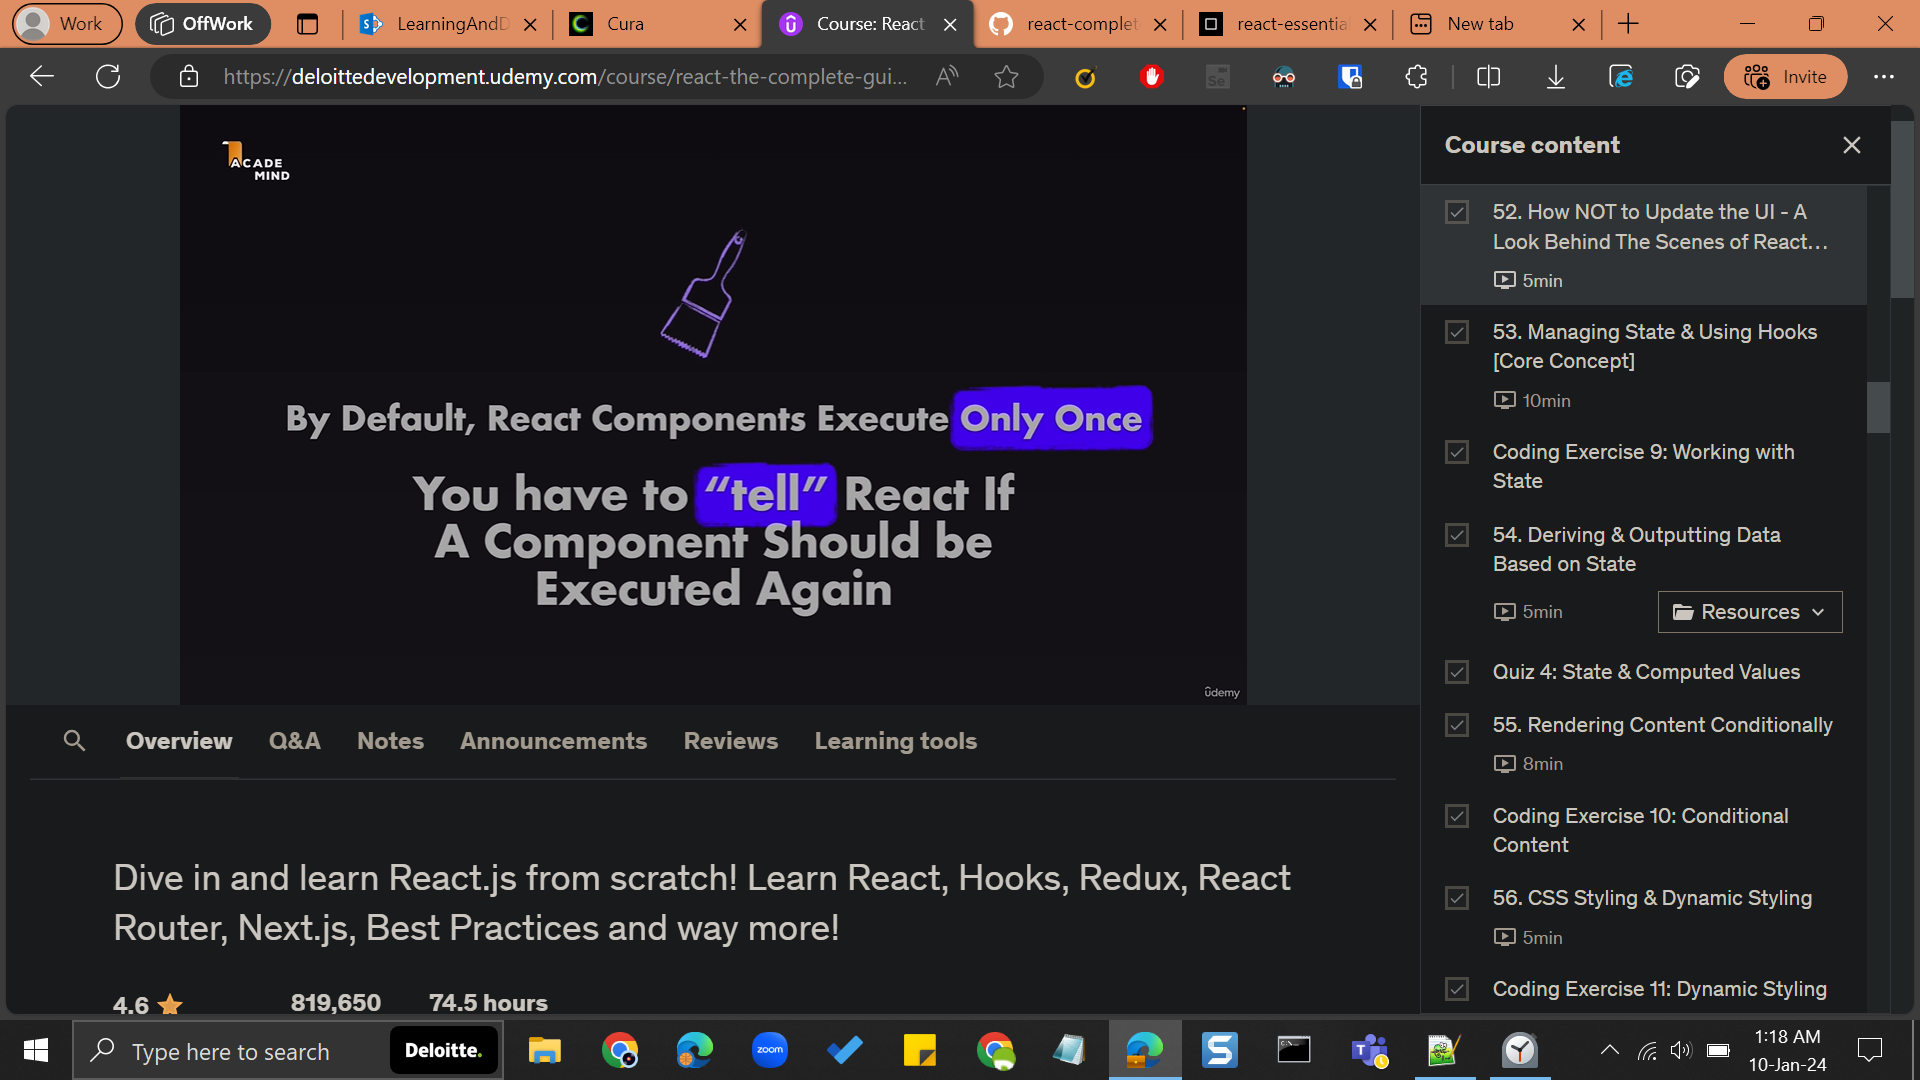 Work
OffWork
LearningAndD
Cura
Course: React
react-complet
react-essentia
New tab
https://deloittedevelopment.udemy.com/course/react-the-complete-gui...
Invite
ACADE
MIND
By Default, React Components Execute Only Once
You have to “tell” React If
A Component Should be
Executed Again
ûdemy
Course content
52. How NOT to Update the UI - A
Look Behind The Scenes of React...
5min
53. Managing State & Using Hooks
[Core Concept]
10min
Coding Exercise 9: Working with
State
54. Deriving & Outputting Data
Based on State
5min
Resources
Quiz 4: State & Computed Values
55. Rendering Content Conditionally
8min
Coding Exercise 10: Conditional
Content
56. CSS Styling & Dynamic Styling
5min
Coding Exercise 11: Dynamic Styling
Overview
Q&A
Notes
Announcements
Reviews
Learning tools
Dive in and learn React.js from scratch! Learn React, Hooks, Redux, React
Router, Next.js, Best Practices and way more!
4.6
819,650
74.5 hours
Type here to search
Deloitte.
zoom
1:18 AM
10-Jan-24